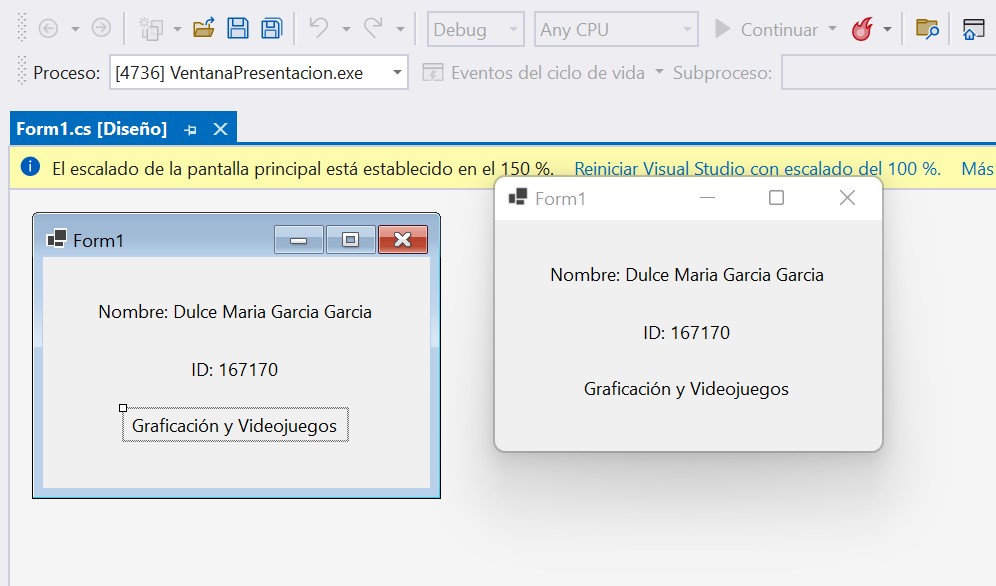 Debug Any CPU Continuar
Proceso: [4736] VentanaPresentacion.exe Eventos del ciclo de vida Subproceso:
Form1.cs [Diseño]
El escalado de la pantalla principal está establecido en el 150 %. Reiniciar Visual Studio con escalado del 100 %. Más
Form1
Nombre: Dulce Maria Garcia Garcia
ID: 167170
Graficación y Videojuegos
Form1
Nombre: Dulce Maria Garcia Garcia
ID: 167170
Graficación y Videojuegos